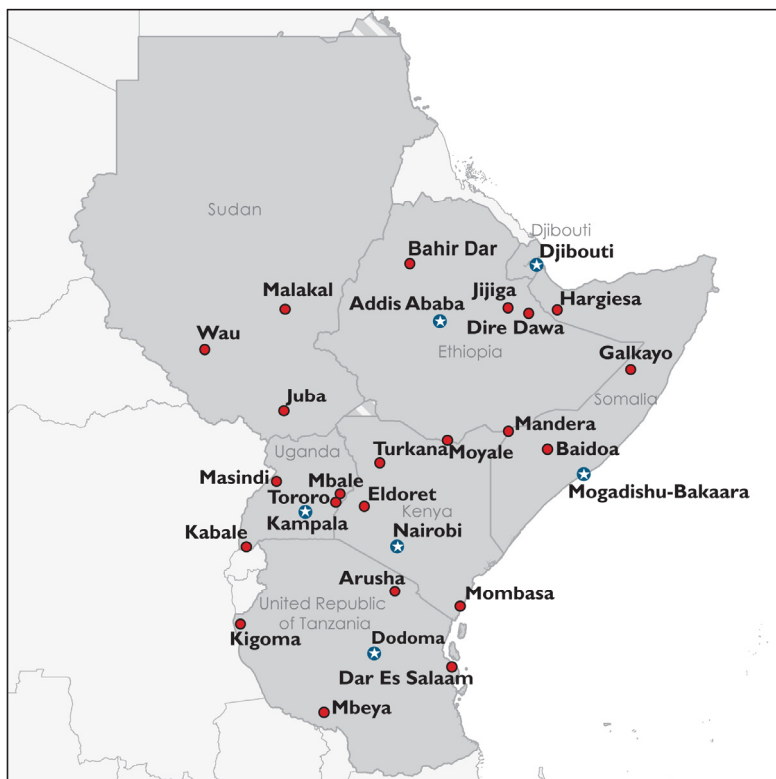 Sudan
Djibouti
Bahir Dar
Djibouti
Malakal
Addis Ababa
Jijiga
Hargiesa
Dire Dawa
Wau
Ethiopia
Galkayo
Juba
Somalia
Mandera
Uganda
Turkana
Moyale
Baidoa
Masindi
Mbale
Tororo
Eldoret
Mogadishu-Bakaara
Kampala
Kenya
Kabale
Nairobi
Arusha
Mombasa
United Republic
of Tanzania
Kigoma
Dodoma
Dar Es Salaam
Mbeya